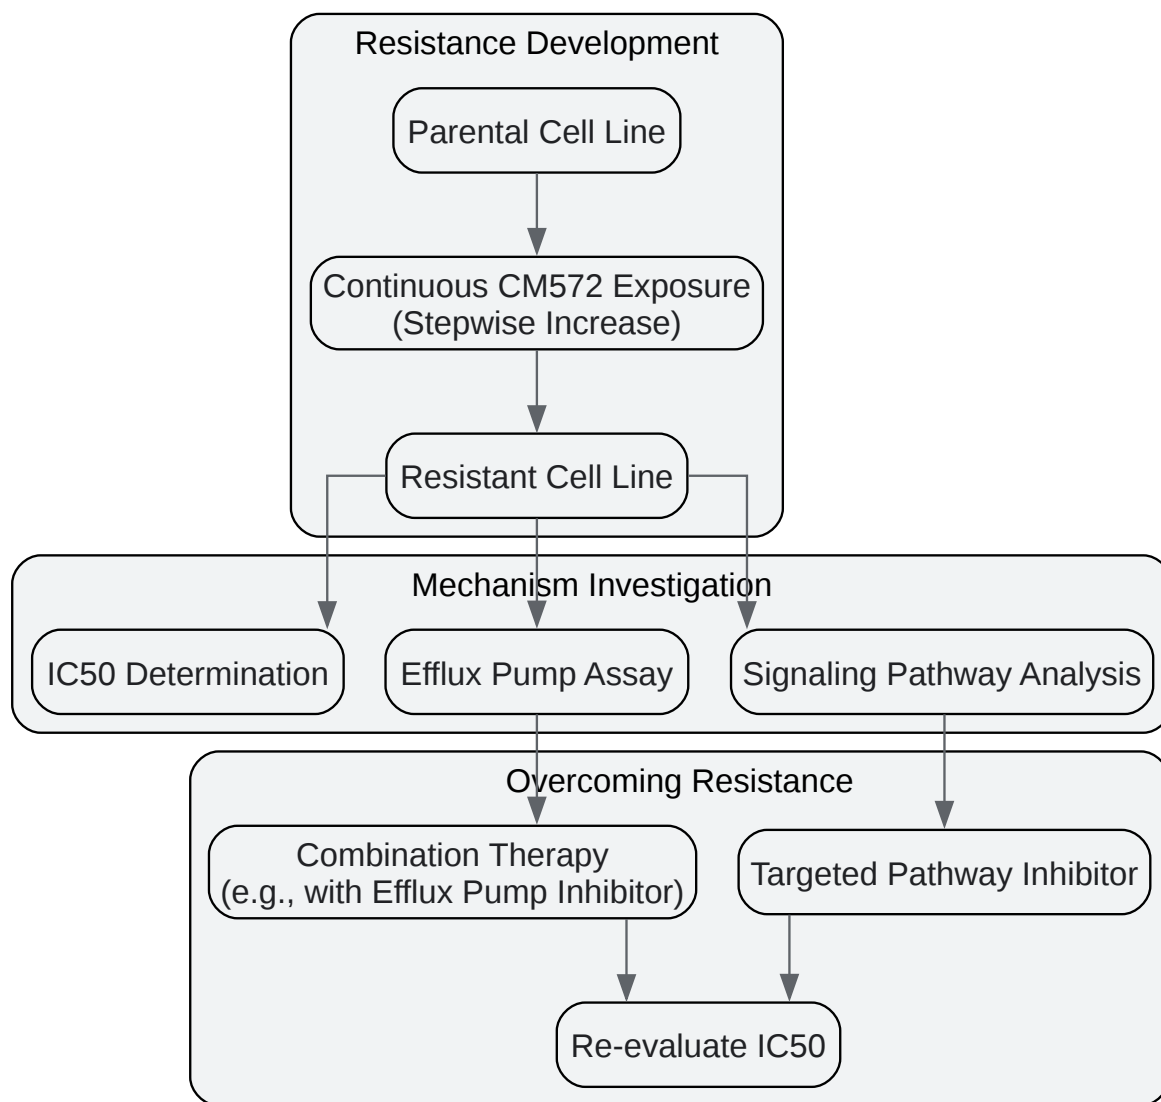 Resistance Development
Parental Cell Line
Continuous CM572 Exposure
(Stepwise Increase)
Resistant Cell Line
Mechanism Investigation
IC50 Determination
Efflux Pump Assay
Signaling Pathway Analysis
Overcoming Resistance
Combination Therapy
(e.g., with Efflux Pump Inhibitor)
Targeted Pathway Inhibitor
Re-evaluate IC50